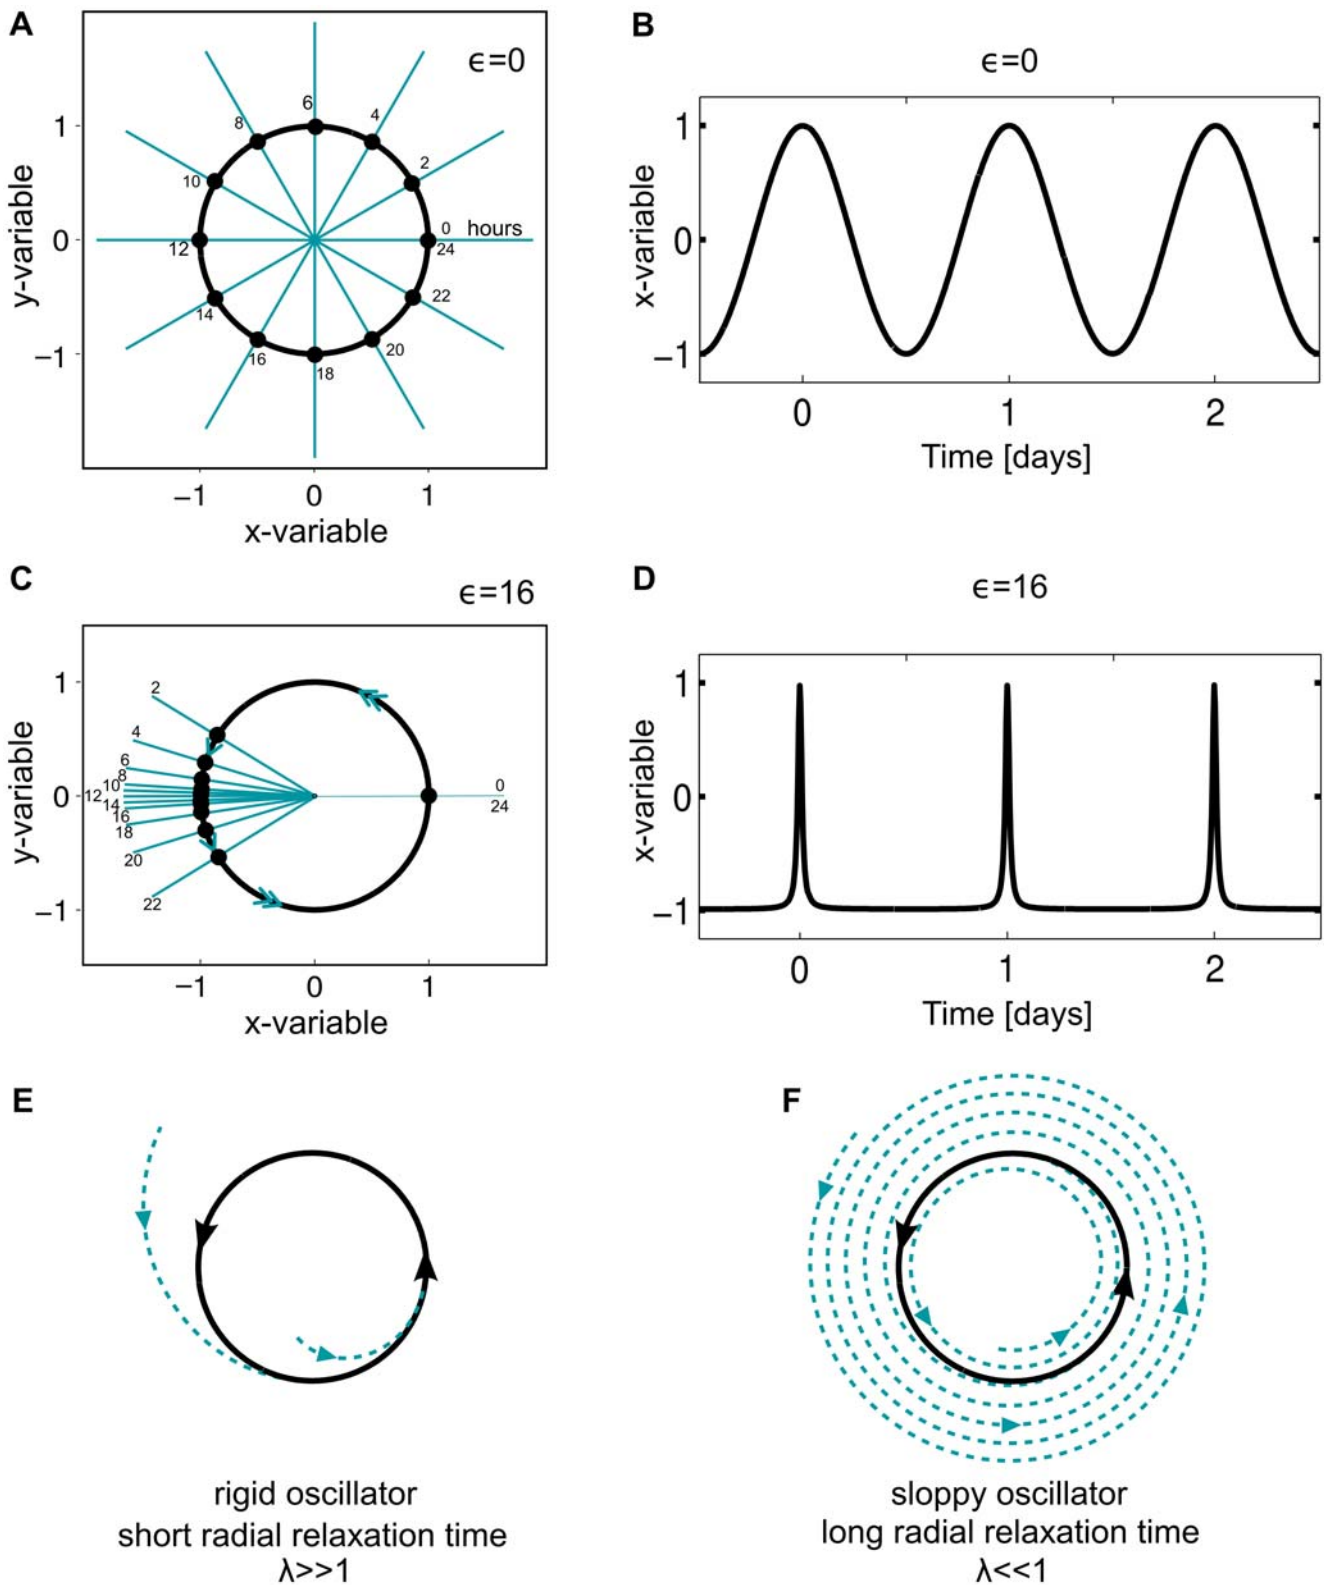 A
ϵ=0
8
6
4
10
2
0 hours
12
24
14
22
16
18
20
1
0
−1
y-variable
−1 0 1
x-variable
B
ϵ=0
1
0
−1
x-variable
0 1 2
Time [days]
C
ϵ=16
2
4
6
8
10
12
14
16
18
20
22
0
24
1
0
−1
y-variable
−1 0 1
x-variable
D
ϵ=16
1
0
−1
x-variable
0 1 2
Time [days]
E
rigid oscillator
short radial relaxation time
λ>>1
F
sloppy oscillator
long radial relaxation time
λ<<1